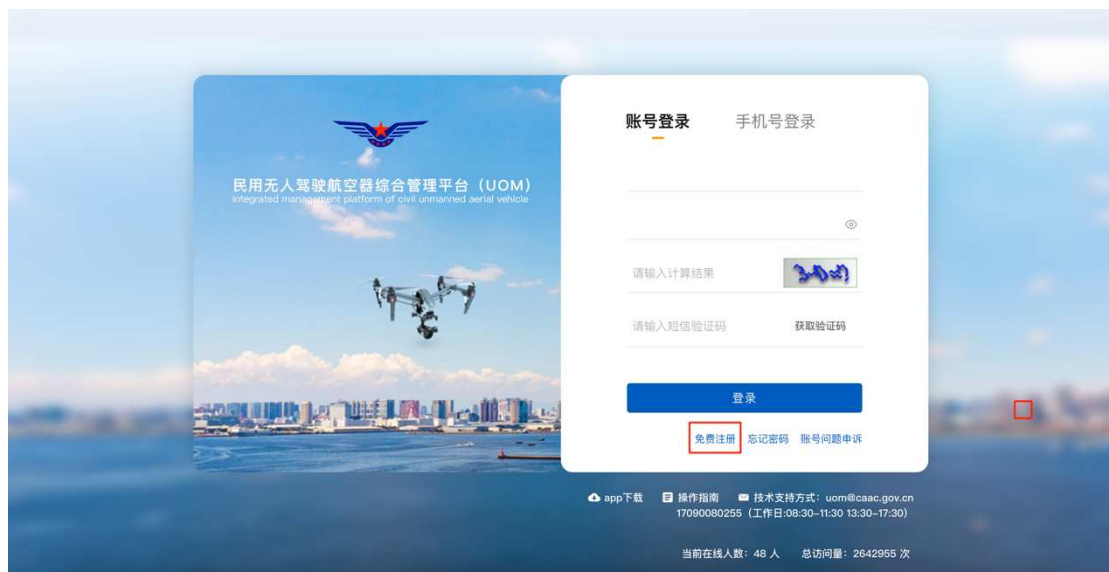 民用无人驾驶航空器综合管理平台（UOM）
Integrated management platform of civil unmanned aerial vehicle
账号登录 手机号登录
请输入计算结果
请输入短信验证码 获取验证码
登录
免费注册 忘记密码 账号问题申诉
app下载 操作指南 技术支持方式：uom@caac.gov.cn
17090080255（工作日:08:30-11:30 13:30-17:30）
当前在线人数：48 人 总访问量：2642955 次